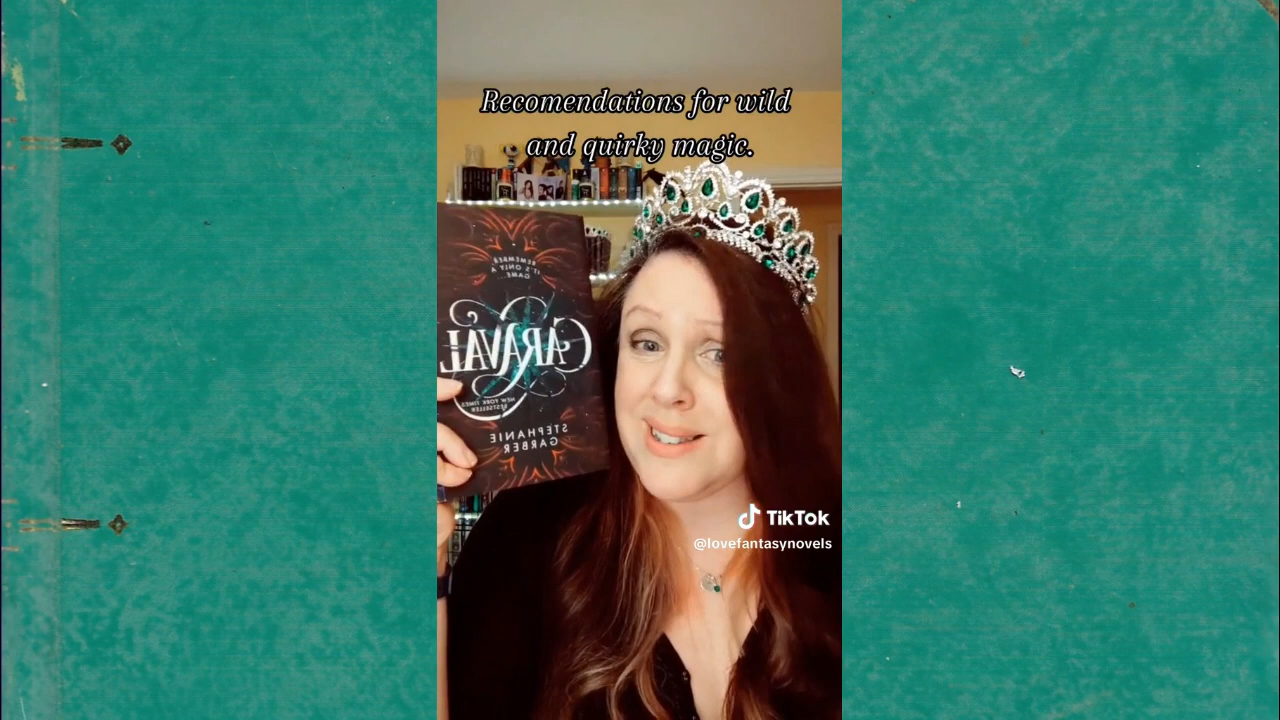 Recomendations for wild
and quirky magic.
REMEMBER
IT'S ONLY A
GAME
CARAVAL
NEW YORK TIMES
BESTSELLER
STEPHANIE
GARBER
TikTok
@lovefantasynovels